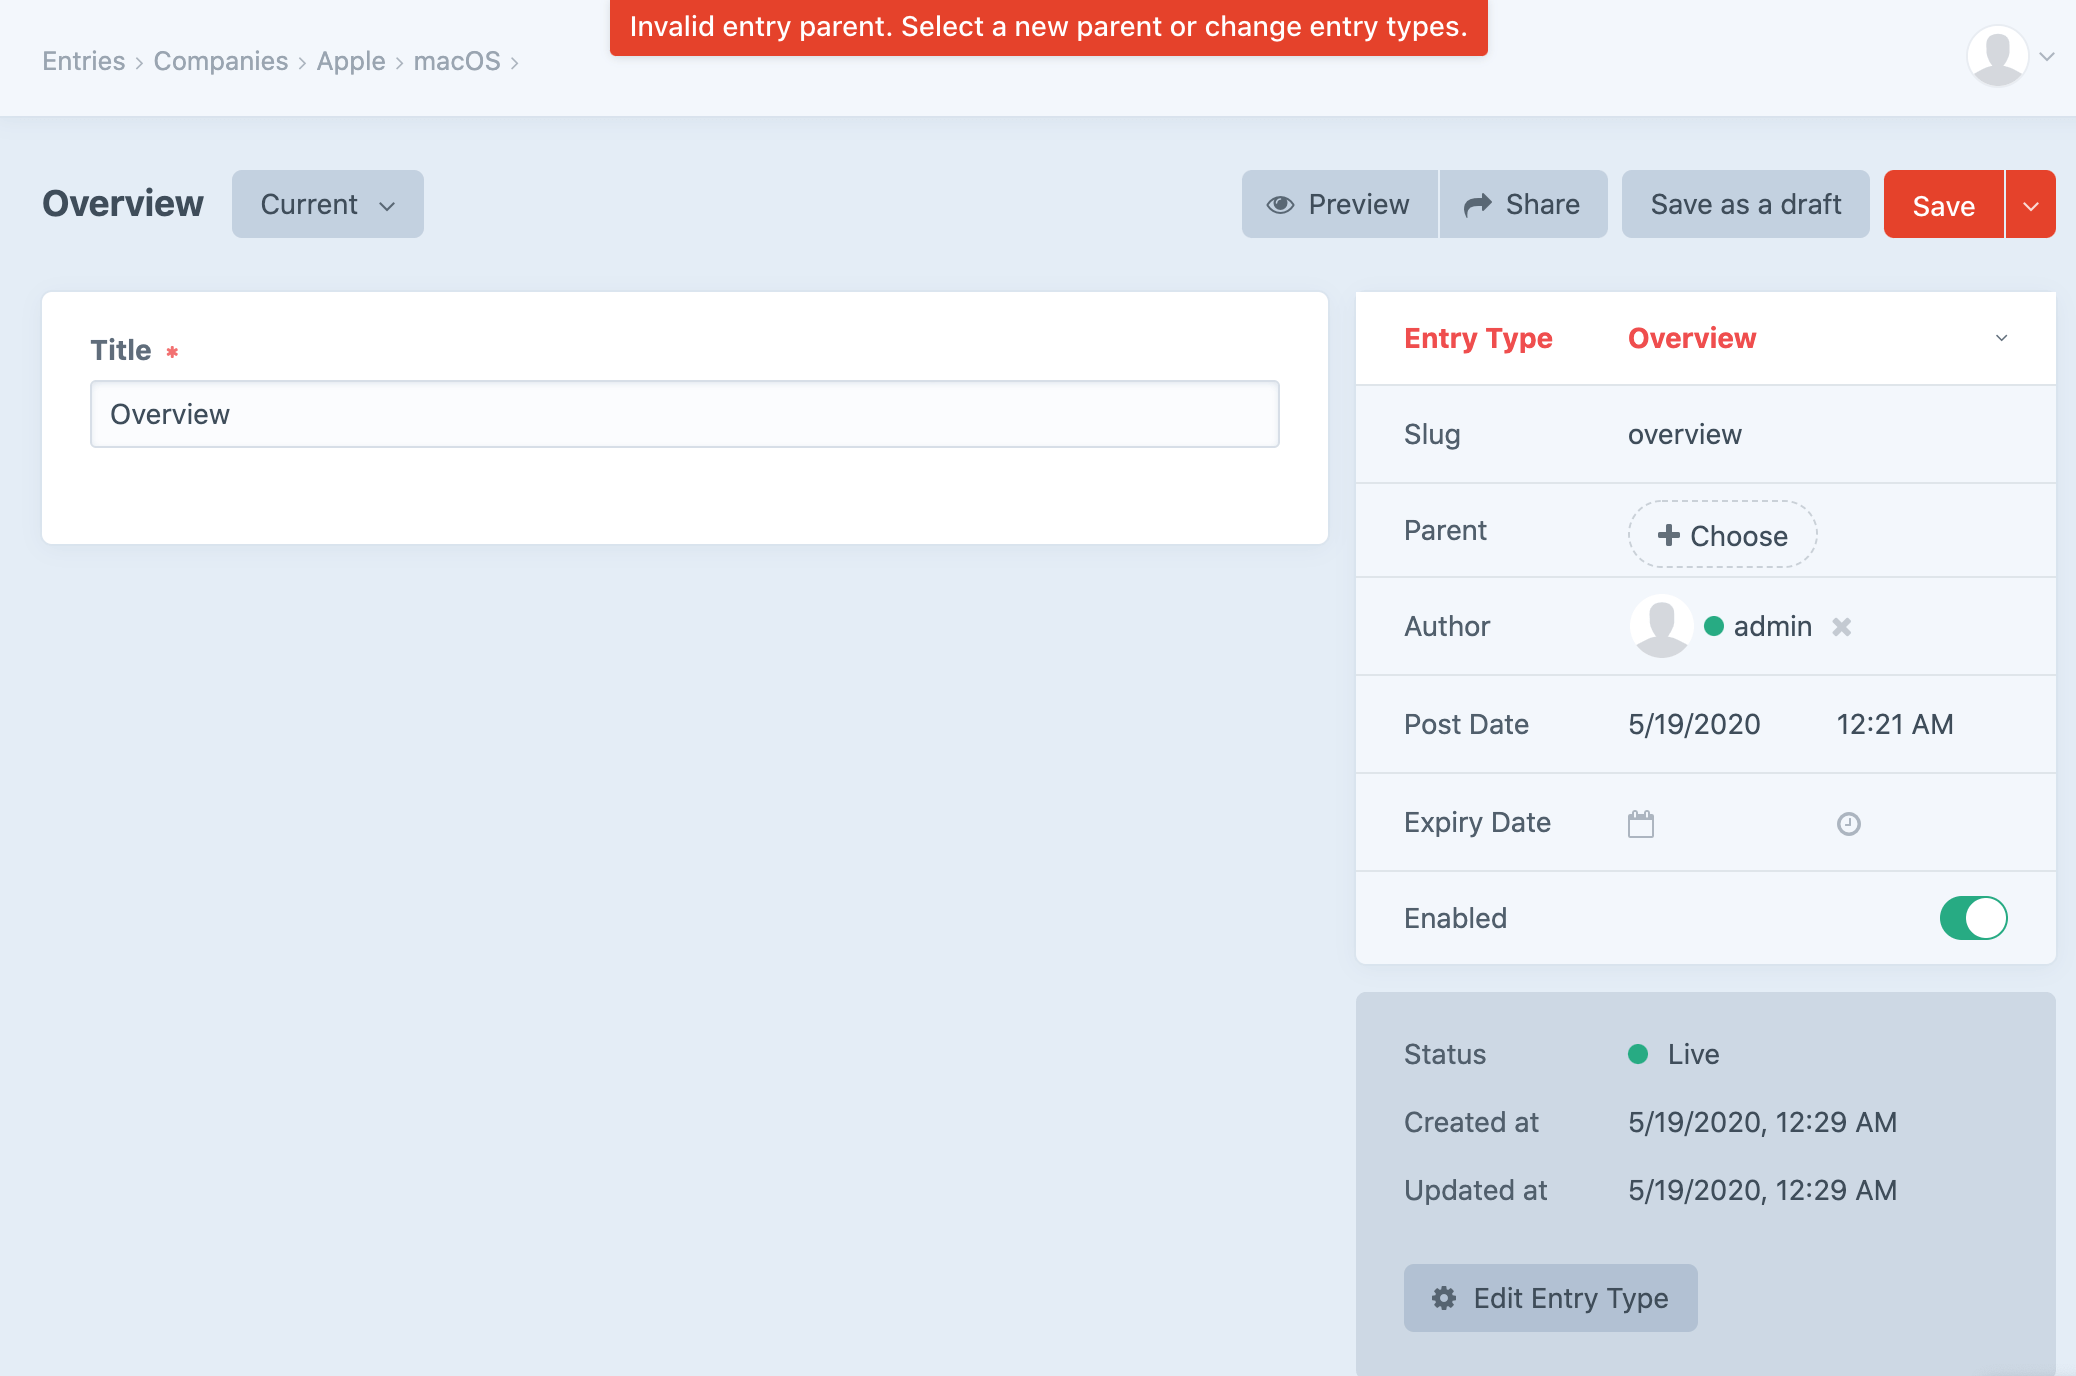 Invalid entry parent. Select a new parent or change entry types.
Entries › Companies › Apple › macOS ›
Overview
Current
Preview
Share
Save as a draft
Save
Title *
Overview
Entry Type Overview
Slug overview
Parent Choose
Author admin
Post Date 5/19/2020 12:21 AM
Expiry Date
Enabled
Status Live
Created at 5/19/2020, 12:29 AM
Updated at 5/19/2020, 12:29 AM
Edit Entry Type